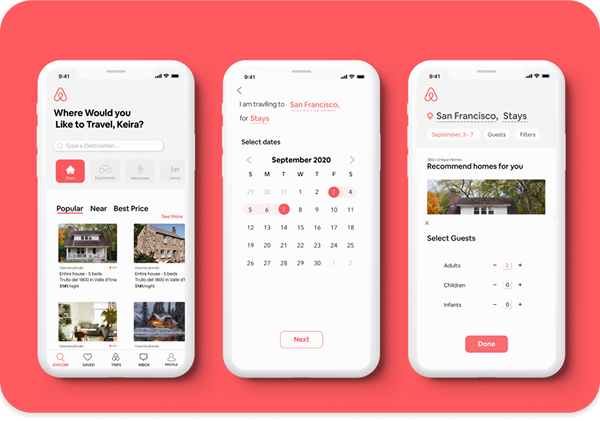 9:41
Where Would you
Like to Travel, Keira?
Type a Destination...
Stays
Experiences
Adventures
Popular Near Best Price
See More
Entire house · 5 beds
Trullo del 1800 in Valle d'Itria
$141/night
Entire house · 5 beds
Trullo del 1800 in Valle
$141/night
EXPLORE
SAVED
TRIPS
INBOX
PROFILE
9:41
I am travlling to San Francisco,
for Stays
Select dates
September 2020
S M T W T F S
29 30 31 1 2 3 4
5 6 7 8 9 10 11
12 13 14 15 16 17 18
19 20 21 22 23 24 25
26 27 28 29 30 1 2
Next
9:41
San Francisco, Stays
September, 3 - 7
Guests
Filters
300+ Unique Homes
Recommend homes for you
×
Select Guests
Adults − 2 +
Children − 0 +
Infants − 0 +
Done